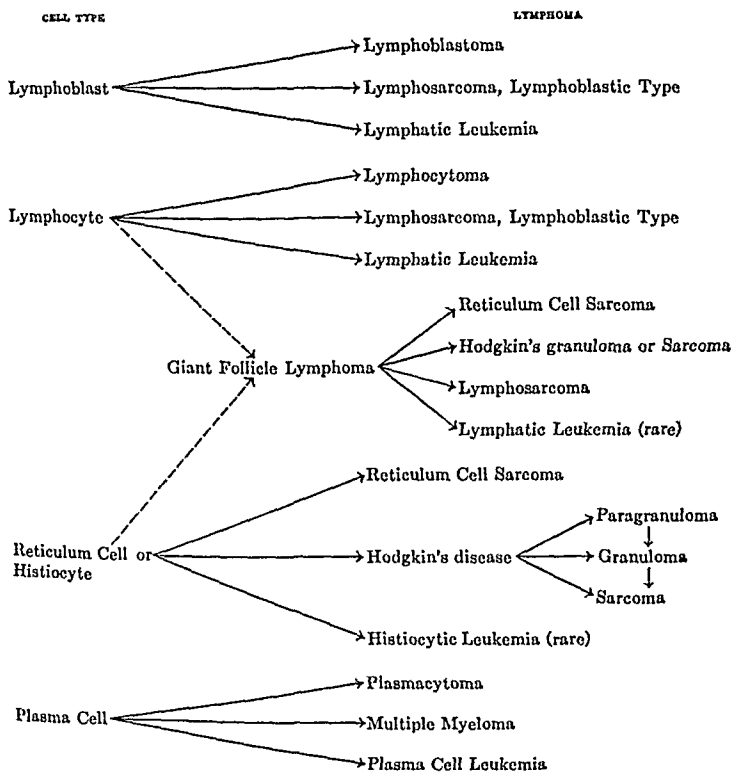 CELL TYPE
LYMPHOMA
Lymphoblast
Lymphoblastoma
Lymphosarcoma, Lymphoblastic Type
Lymphatic Leukemia
Lymphocyte
Lymphocytoma
Lymphosarcoma, Lymphoblastic Type
Lymphatic Leukemia
Giant Follicle Lymphoma
Reticulum Cell Sarcoma
Hodgkin's granuloma or Sarcoma
Lymphosarcoma
Lymphatic Leukemia (rare)
Reticulum Cell or
Histiocyte
Reticulum Cell Sarcoma
Hodgkin's disease
Paragranuloma
Granuloma
Sarcoma
Histiocytic Leukemia (rare)
Plasma Cell
Plasmacytoma
Multiple Myeloma
Plasma Cell Leukemia